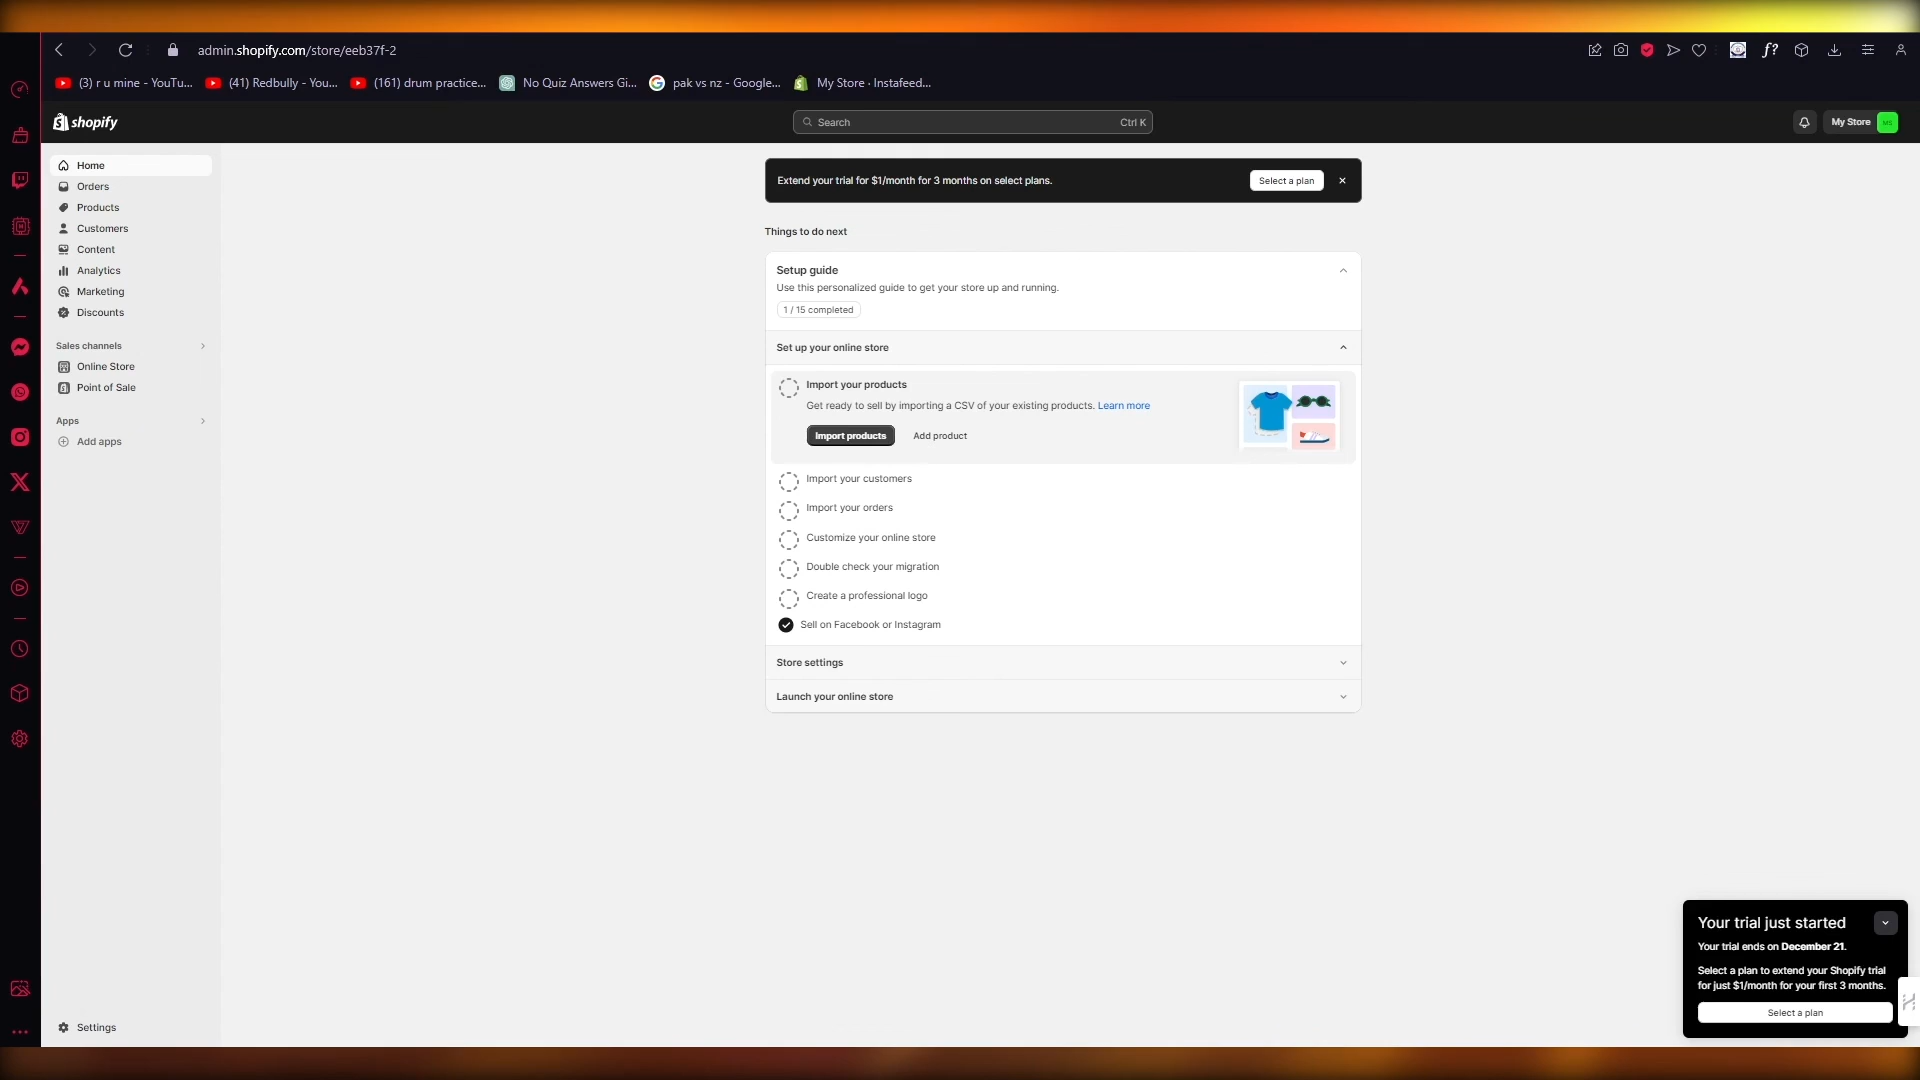 admin.shopify.com/store/eeb37f-2
(3) r u mine - YouTu...
(41) Redbully - You...
(161) drum practice...
No Quiz Answers Gi...
pak vs nz - Google...
My Store · Instafeed...
shopify
Search
Ctrl K
My Store
Home
Orders
Products
Customers
Content
Analytics
Marketing
Discounts
Sales channels
Online Store
Point of Sale
Apps
Add apps
Settings
Extend your trial for $1/month for 3 months on select plans.
Select a plan
Things to do next
Setup guide
Use this personalized guide to get your store up and running.
1 / 15 completed
Set up your online store
Import your products
Get ready to sell by importing a CSV of your existing products. Learn more
Import products
Add product
Import your customers
Import your orders
Customize your online store
Double check your migration
Create a professional logo
Sell on Facebook or Instagram
Store settings
Launch your online store
Your trial just started
Your trial ends on December 21.
Select a plan to extend your Shopify trial
for just $1/month for your first 3 months.
Select a plan